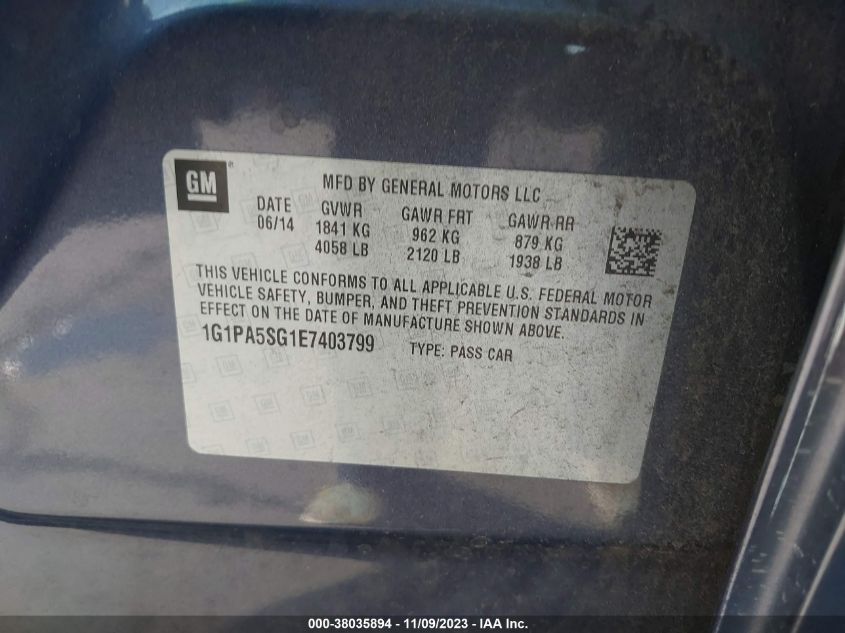 GM
MFD BY GENERAL MOTORS LLC
DATE GVWR GAWR FRT GAWR RR
06/14 1841 KG 962 KG 879 KG
4058 LB 2120 LB 1938 LB
THIS VEHICLE CONFORMS TO ALL APPLICABLE U.S. FEDERAL MOTOR
VEHICLE SAFETY, BUMPER, AND THEFT PREVENTION STANDARDS IN
EFFECT ON THE DATE OF MANUFACTURE SHOWN ABOVE.
1G1PA5SG1E7403799 TYPE: PASS CAR
000-38035894 - 11/09/2023 - IAA Inc.